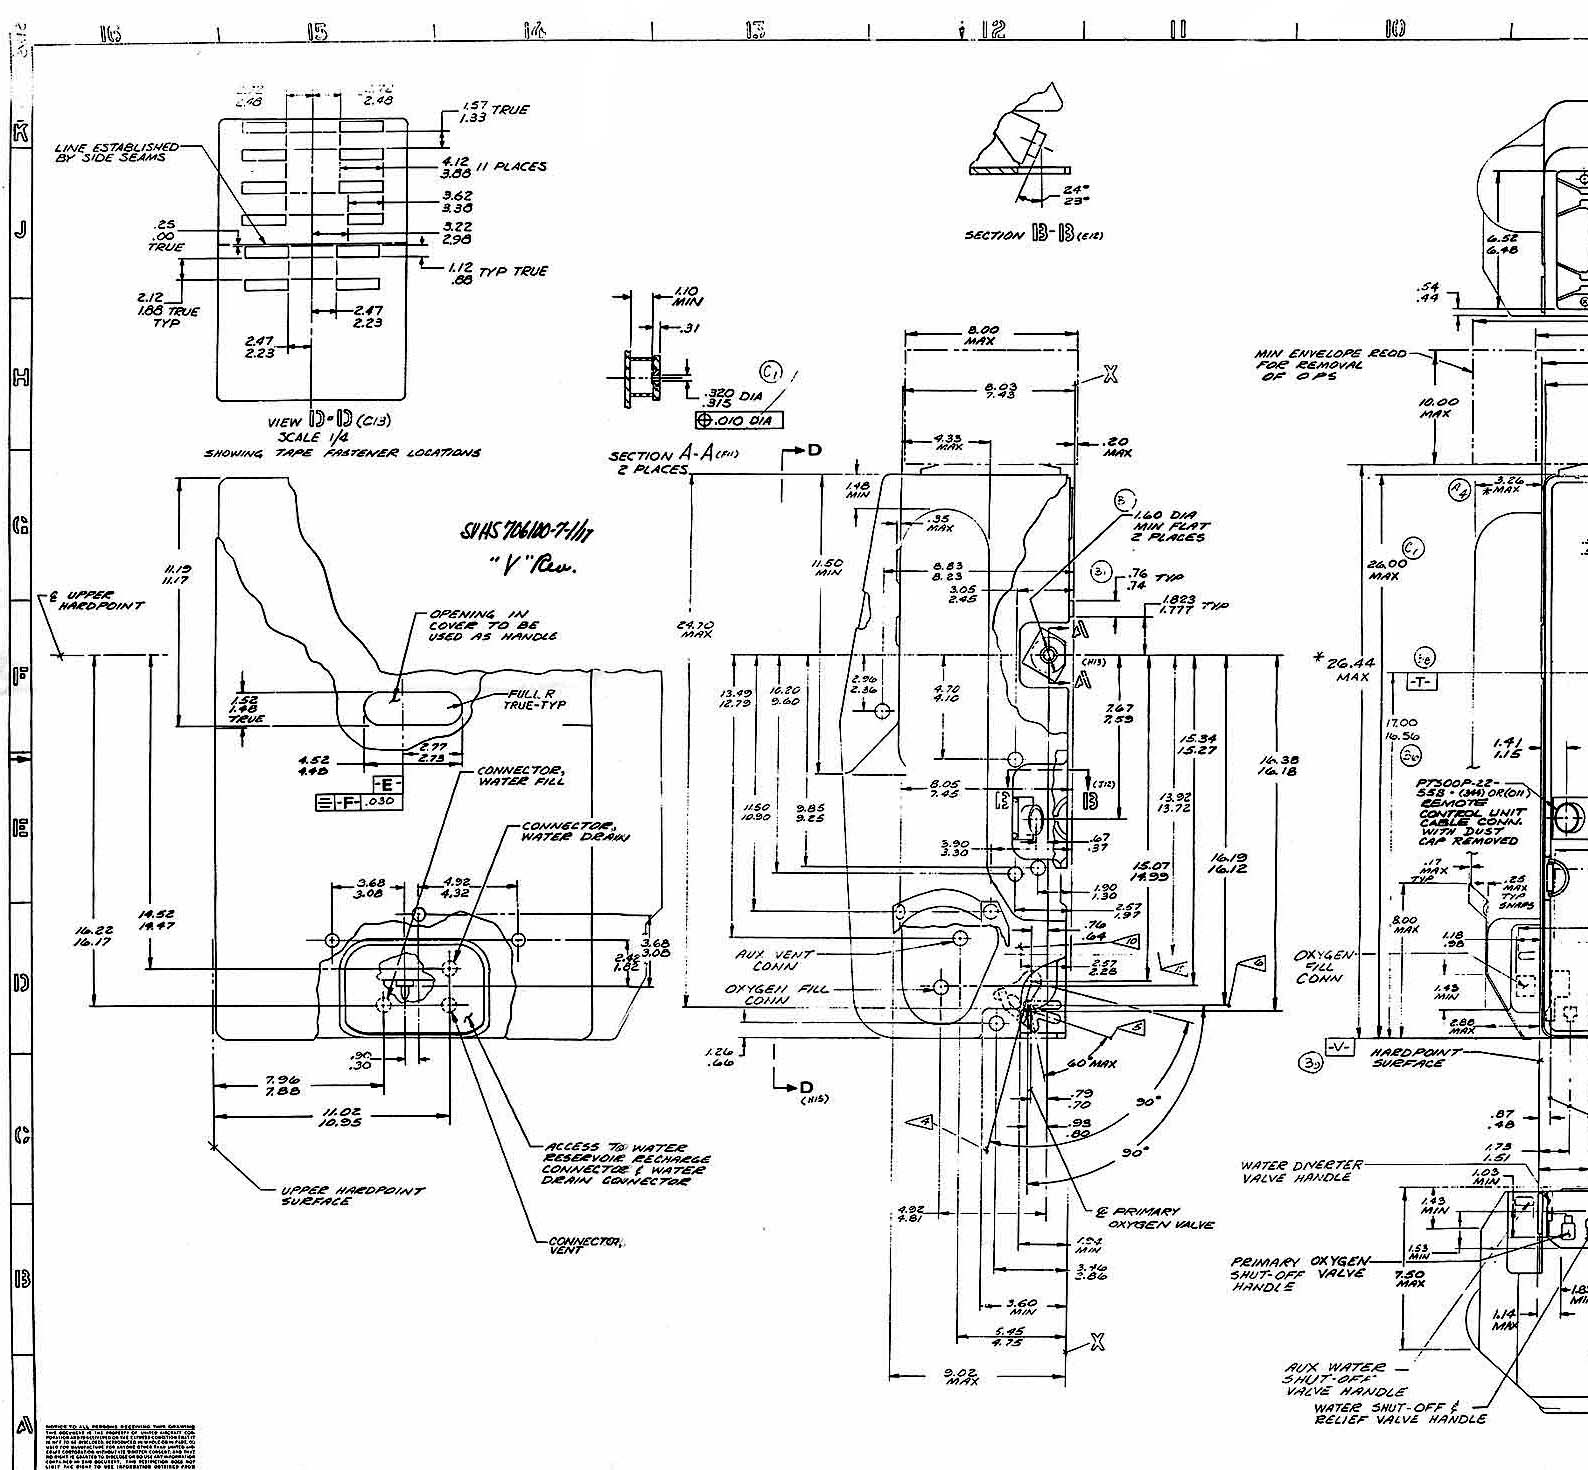 16 15 14 13 12 11 10
K
J
H
G
F
E
D
C
B
A
2.48
2.48
1.57 TRUE
1.33
LINE ESTABLISHED
BY SIDE SEAMS
4.12 11 PLACES
3.88
3.62
3.38
3.22
2.98
.25
.00
TRUE
1.12 TYP TRUE
.88
2.12
1.88 TRUE
TYP
2.47
2.23
2.47
2.23
VIEW D-D (C13)
SCALE 1/4
SHOWING TAPE FASTENER LOCATIONS
1.10
MIN
.31
C1
.320 DIA
.315
.010 DIA
SECTION A-A (F11)
2 PLACES
24°
23°
SECTION B-B (E12)
6.52
6.48
.54
.44
MIN ENVELOPE REQD
FOR REMOVAL
OF OPS
10.00
MAX
8.00
MAX
8.03
7.43
X
4.33
MAX
.20
MAX
D
1.48
MIN
.35
MAX
11.50
MIN
8.83
8.23
3.05
2.45
1.60 DIA
MIN FLAT
2 PLACES
.76 TYP
.74
1.823 TYP
1.777
A
(H13)
A
SVHS 706100-7-1/17
"V" Rev.
11.19
11.17
℄ UPPER
HARDPOINT
OPENING IN
COVER TO BE
USED AS HANDLE
FULL R
TRUE-TYP
1.52
1.48
TRUE
2.77
2.73
4.52
4.48
-E-
-F- .030
CONNECTOR,
WATER FILL
CONNECTOR,
WATER DRAIN
3.68
3.08
4.92
4.32
14.52
14.47
16.22
16.17
3.68
3.08
2.42
1.82
.90
.30
7.96
7.88
11.02
10.95
ACCESS TO WATER
RESERVOIR RECHARGE
CONNECTOR & WATER
DRAIN CONNECTOR
UPPER HARDPOINT
SURFACE
CONNECTOR,
VENT
24.70
MAX
13.49
12.79
10.20
9.60
2.96
2.36
4.70
4.10
7.67
7.59
15.34
15.27
16.38
16.18
8.05
7.45
B
(J12)
B
11.50
10.90
9.85
9.25
13.92
13.72
3.90
3.30
.67
.37
15.07
14.99
16.19
16.12
1.90
1.30
2.57
1.97
.76
.64
10
AUX VENT
CONN
2.57
2.28
11
6
OXYGEN FILL
CONN
5
1.26
.66
60° MAX
D
(H15)
.79
.70
90°
4
.93
.80
90°
4.92
4.81
℄ PRIMARY
OXYGEN VALVE
1.94
MIN
3.46
2.86
3.60
MIN
5.45
4.75
X
9.02
MAX
A4
3.26
*MAX
C1
26.00
MAX
* 26.44
MAX
-T-
17.00
16.56
1.41
1.15
PT500P-22-
55S-(344) OR(011)
REMOTE
CONTROL UNIT
CABLE CONN.
WITH DUST
CAP REMOVED
.17
MAX
TYP
.25
MAX
TYP
SNAPS
8.00
MAX
1.18
.98
OXYGEN
FILL
CONN
1.43
MIN
2.88
MAX
-V-
HARDPOINT
SURFACE
.87
.48
1.73
1.51
WATER DIVERTER
VALVE HANDLE
1.03
MIN
1.43
MIN
1.53
MIN
PRIMARY OXYGEN
SHUT-OFF VALVE
HANDLE
7.50
MAX
1.14
MAX
AUX WATER
SHUT-OFF
VALVE HANDLE
WATER SHUT-OFF &
RELIEF VALVE HANDLE
NOTICE TO ALL PERSONS RECEIVING THIS DRAWING